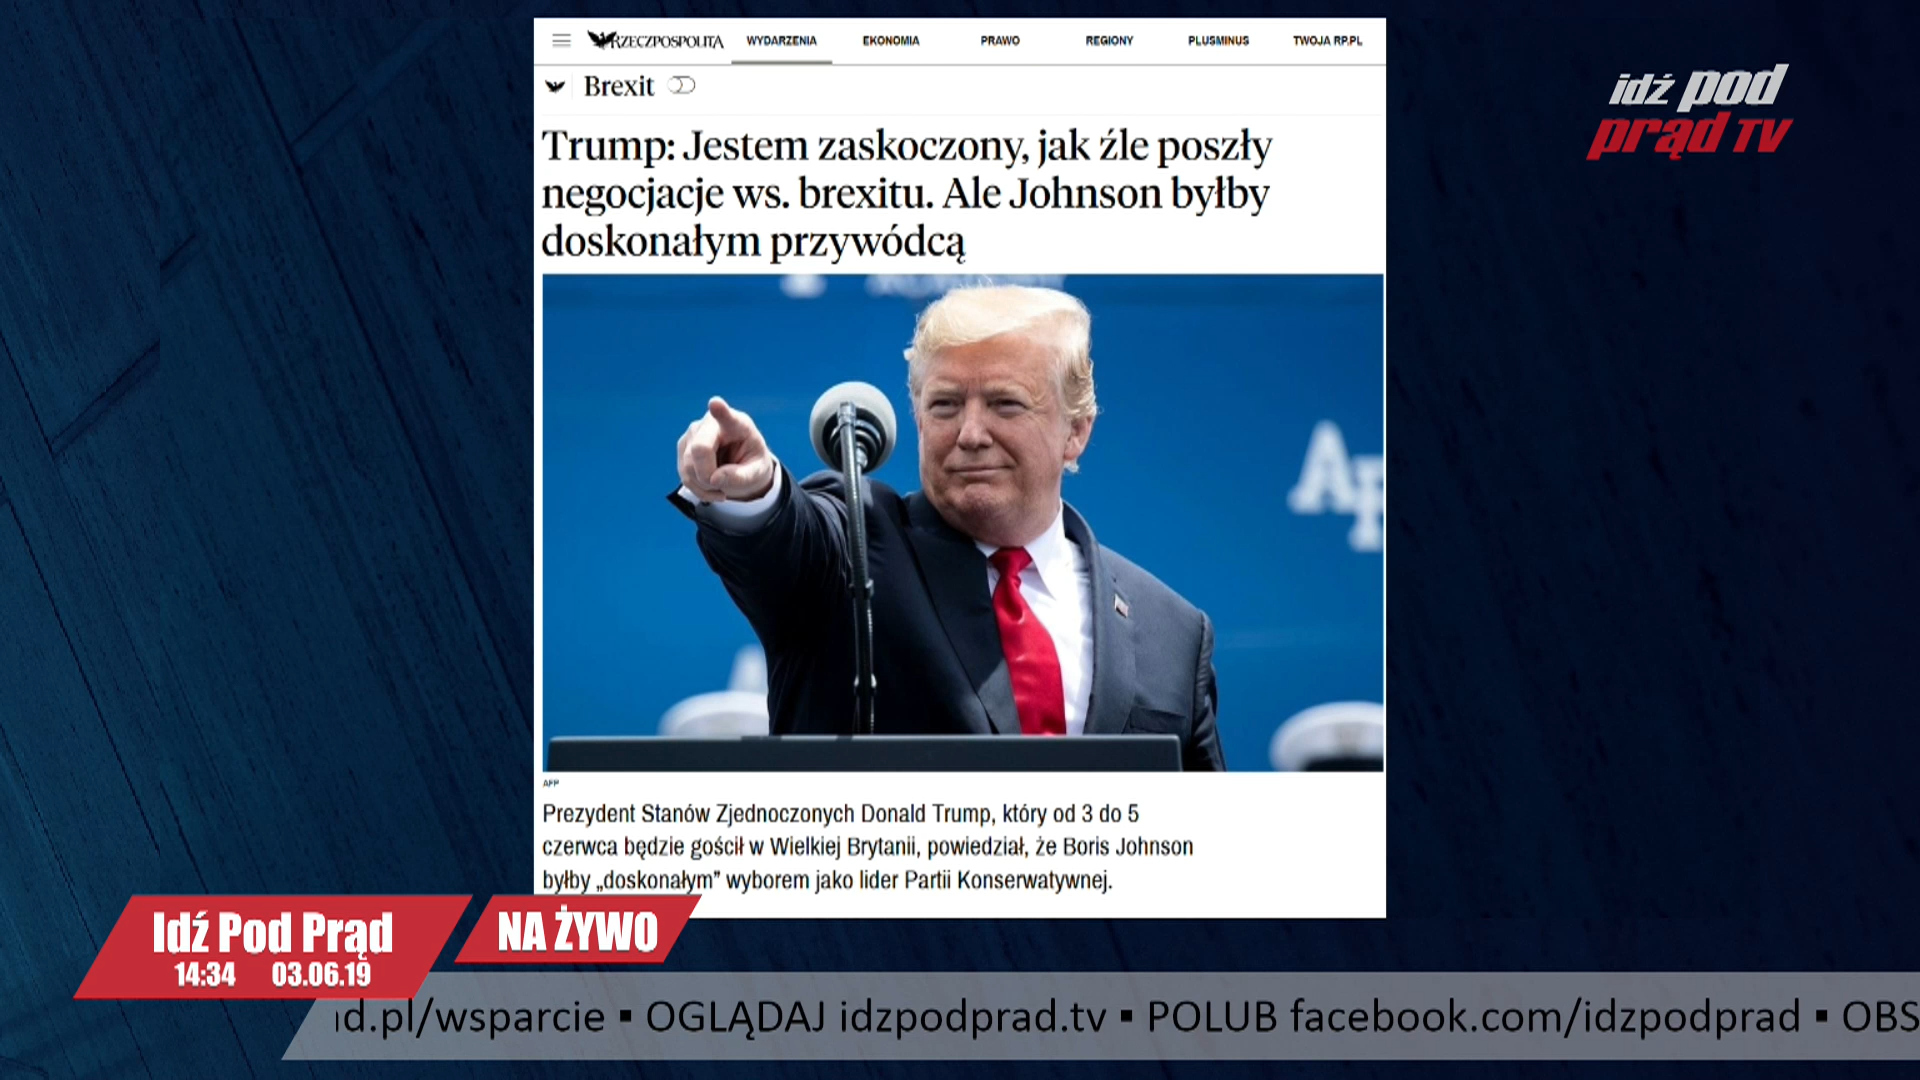 RZECZPOSPOLITA WYDARZENIA EKONOMIA PRAWO REGIONY PLUSMINUS TWOJA RP.PL
Brexit
Trump: Jestem zaskoczony, jak źle poszły
negocjacje ws. brexitu. Ale Johnson byłby
doskonałym przywódcą
AFP
Prezydent Stanów Zjednoczonych Donald Trump, który od 3 do 5
czerwca będzie gościł w Wielkiej Brytanii, powiedział, że Boris Johnson
byłby „doskonałym” wyborem jako lider Partii Konserwatywnej.
idź pod
prąd TV
Idź Pod Prąd
14:34 03.06.19
NA ŻYWO
d.pl/wsparcie ▪ OGLĄDAJ idzpodprad.tv ▪ POLUB facebook.com/idzpodprad ▪ OBS